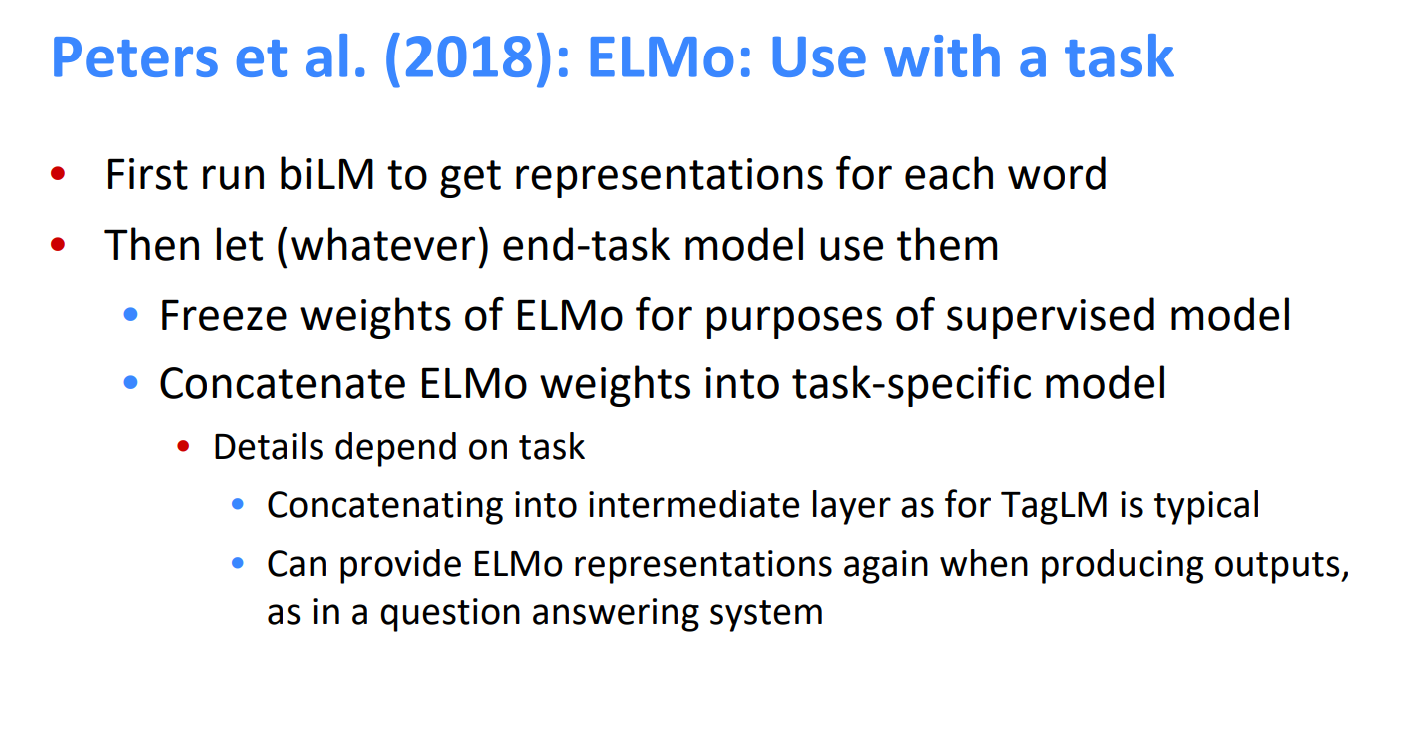 Peters et al. (2018): ELMo: Use with a task
• First run biLM to get representations for each word
• Then let (whatever) end-task model use them
• Freeze weights of ELMo for purposes of supervised model
• Concatenate ELMo weights into task-specific model
• Details depend on task
• Concatenating into intermediate layer as for TagLM is typical
• Can provide ELMo representations again when producing outputs,
as in a question answering system